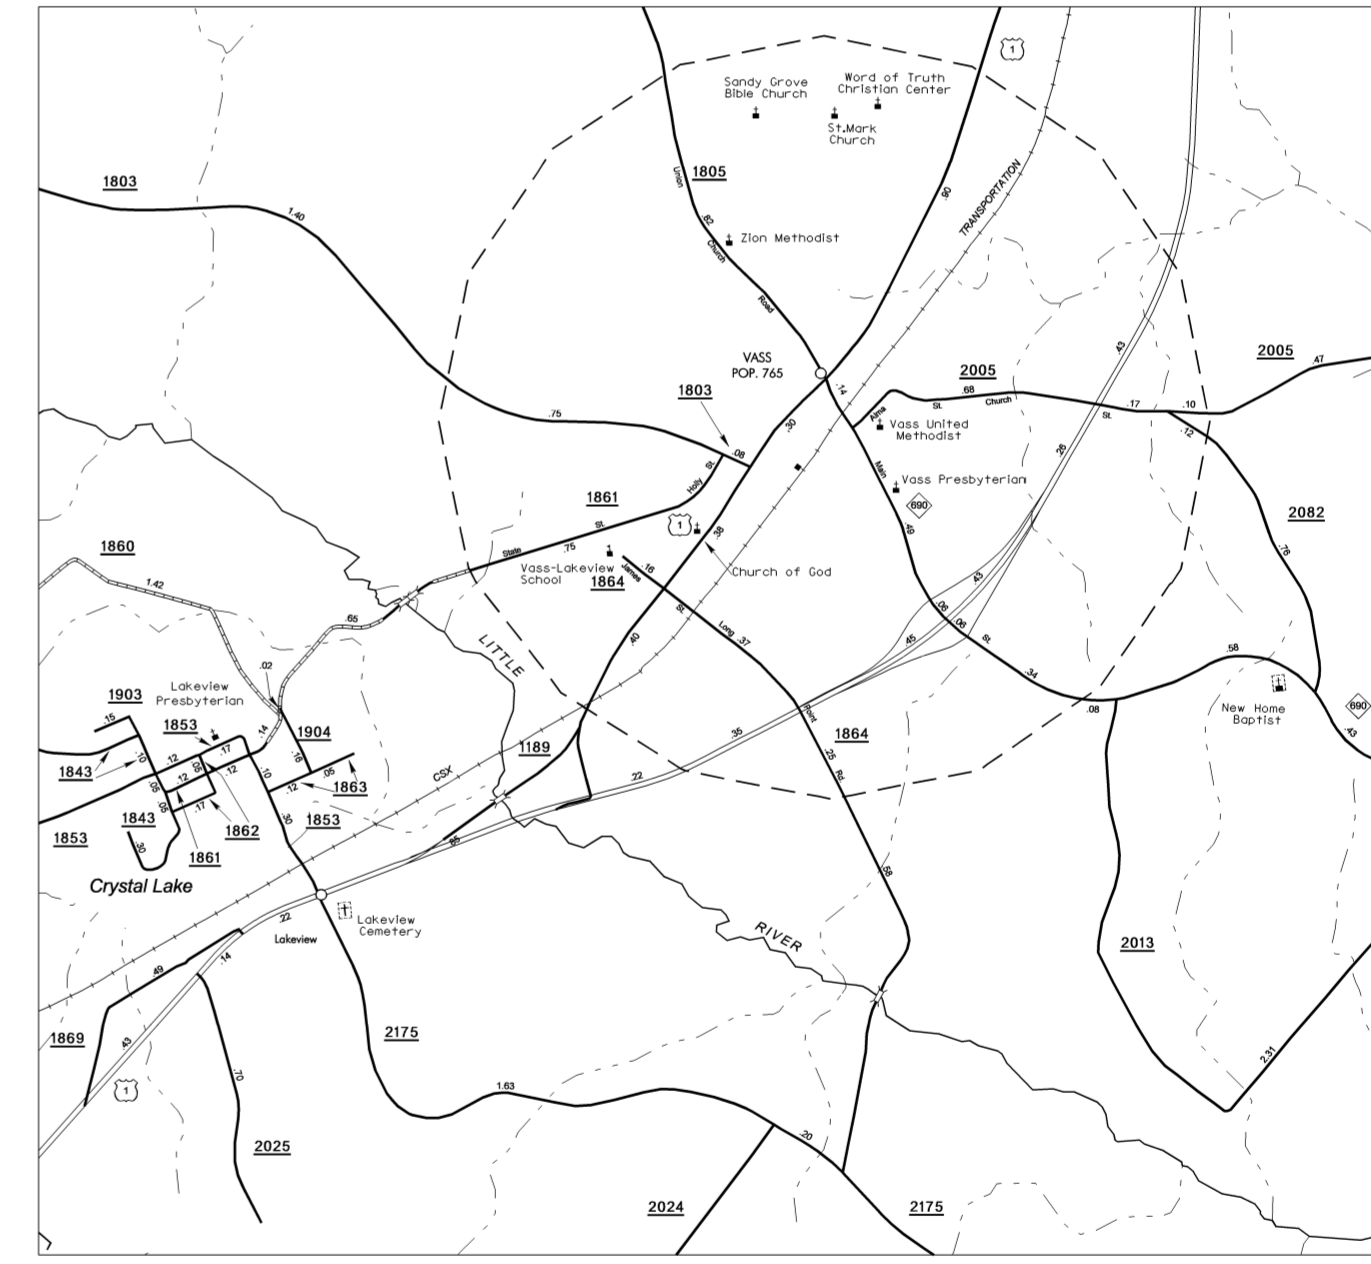 1
Sandy Grove
Bible Church
Word of Truth
Christian Center
St.Mark
Church
1803
1805
Union
.90
TRANSPORTATION
1.40
.82
Church
Zion Methodist
Road
VASS
POP. 765
.43
2005
.47
2005
1803
.14
.68
Church
.17
.10
Alma
St.
St.
.75
.30
Vass United
Methodist
.12
.08
.26
Main
St.
Holly
Vass Presbyterian
690
1861
St.
1
2082
.38
.49
.76
1860
State
.75
Vass-Lakeview
School
1864
James
.16
Church of God
1.42
.43
.65
.06
.06
St.
Long
.37
LITTLE
.40
.45
St.
.58
.02
.34
Lakeview
Presbyterian
1903
.15
1853
.14
1904
.08
New Home
Baptist
690
.43
Point
.35
1864
1189
.10
.12
.17
.16
.25
Rd.
1843
.05
.12
.12
.10
.05
1863
CSX
.22
.05
.12
.05
.17
.30
1843
1862
1853
1853
.30
1861
.85
Crystal Lake
.58
.22
Lakeview
Cemetery
Lakeview
RIVER
2013
.14
.49
1869
.43
2175
2.31
1
.70
1.63
2025
.20
2024
2175